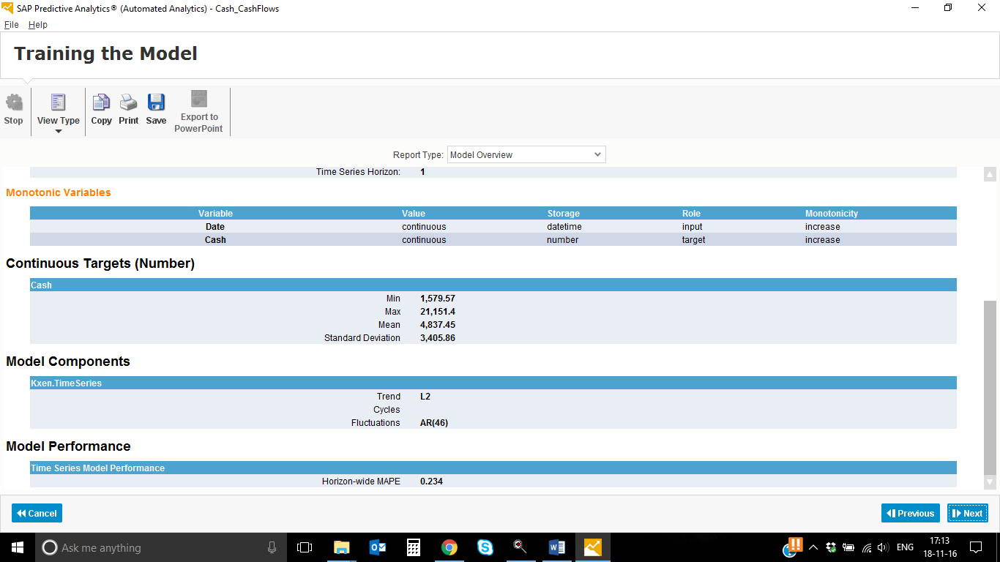 SAP Predictive Analytics® (Automated Analytics) - Cash_CashFlows
File Help
Training the Model
Stop View Type Copy Print Save Export to
PowerPoint
Report Type: Model Overview
Time Series Horizon: 1
Monotonic Variables
Variable Value Storage Role Monotonicity
Date continuous datetime input increase
Cash continuous number target increase
Continuous Targets (Number)
Cash
Min 1,579.57
Max 21,151.4
Mean 4,837.45
Standard Deviation 3,405.86
Model Components
Kxen.TimeSeries
Trend L2
Cycles
Fluctuations AR(46)
Model Performance
Time Series Model Performance
Horizon-wide MAPE 0.234
Cancel Previous Next
Ask me anything ENG 17:13
18-11-16